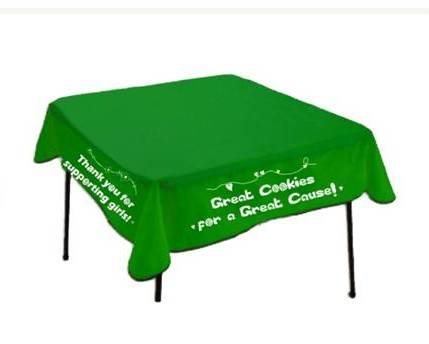 Thank you for
supporting girls!
Great Cookies
for a Great Cause!